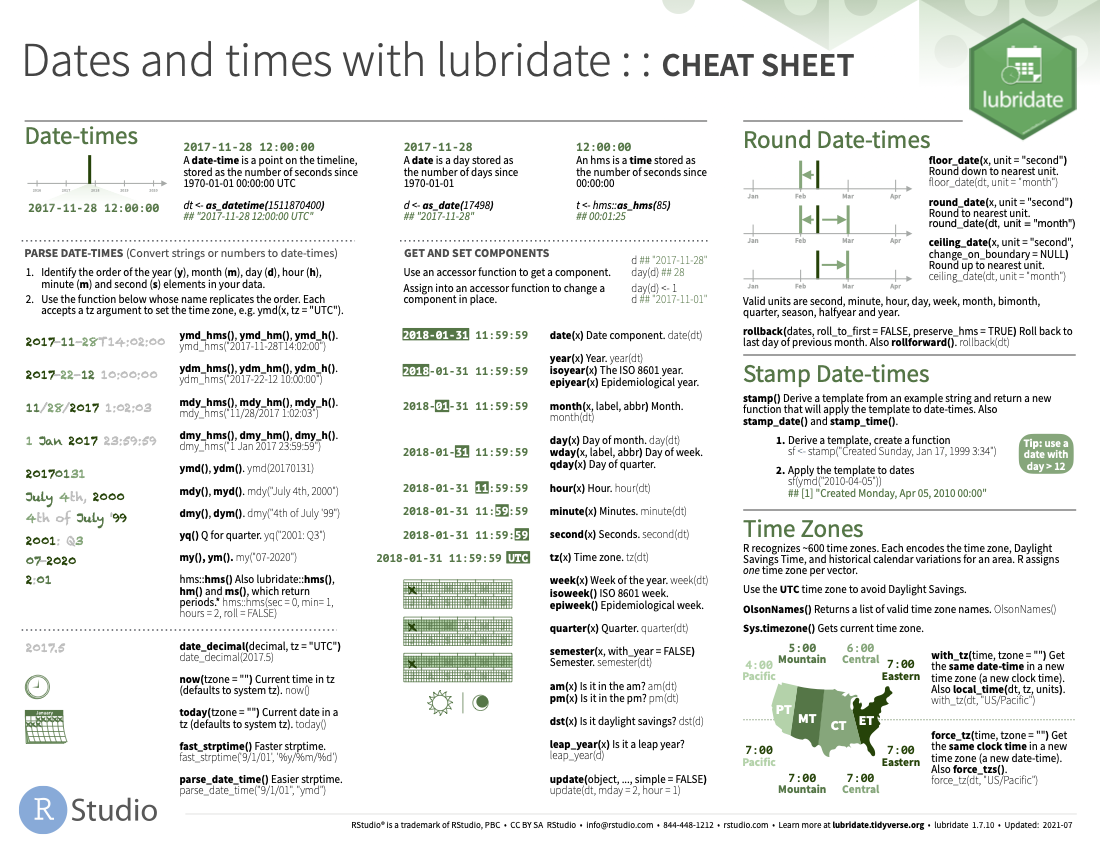 Dates and times with lubridate : : CHEAT SHEET
lubridate
Date-times
2017-11-28 12:00:00
2017-11-28 12:00:00
A date-time is a point on the timeline,
stored as the number of seconds since
1970-01-01 00:00:00 UTC
dt <- as_datetime(1511870400)
## "2017-11-28 12:00:00 UTC"
2017-11-28
A date is a day stored as
the number of days since
1970-01-01
d <- as_date(17498)
## "2017-11-28"
12:00:00
An hms is a time stored as
the number of seconds since
00:00:00
t <- hms::as_hms(85)
## 00:01:25
PARSE DATE-TIMES (Convert strings or numbers to date-times)
1. Identify the order of the year (y), month (m), day (d), hour (h),
minute (m) and second (s) elements in your data.
2. Use the function below whose name replicates the order. Each
accepts a tz argument to set the time zone, e.g. ymd(x, tz = "UTC").
2017-11-28T14:02:00
ymd_hms(), ymd_hm(), ymd_h().
ymd_hms("2017-11-28T14:02:00")
2017-22-12 10:00:00
ydm_hms(), ydm_hm(), ydm_h().
ydm_hms("2017-22-12 10:00:00")
11/28/2017 1:02:03
mdy_hms(), mdy_hm(), mdy_h().
mdy_hms("11/28/2017 1:02:03")
1 Jan 2017 23:59:59
dmy_hms(), dmy_hm(), dmy_h().
dmy_hms("1 Jan 2017 23:59:59")
20170131
ymd(), ydm(). ymd(20170131)
July 4th, 2000
mdy(), myd(). mdy("July 4th, 2000")
4th of July '99
dmy(), dym(). dmy("4th of July '99")
2001: Q3
yq() Q for quarter. yq("2001: Q3")
07-2020
my(), ym(). my("07-2020")
2:01
hms::hms() Also lubridate::hms(),
hm() and ms(), which return
periods.* hms::hms(sec = 0, min= 1,
hours = 2, roll = FALSE)
2017.5
date_decimal(decimal, tz = "UTC")
date_decimal(2017.5)
now(tzone = "") Current time in tz
(defaults to system tz). now()
January
today(tzone = "") Current date in a
tz (defaults to system tz). today()
fast_strptime() Faster strptime.
fast_strptime('9/1/01', '%y/%m/%d')
parse_date_time() Easier strptime.
parse_date_time("9/1/01", "ymd")
GET AND SET COMPONENTS
Use an accessor function to get a component.
d ## "2017-11-28"
day(d) ## 28
Assign into an accessor function to change a
component in place.
day(d) <- 1
d ## "2017-11-01"
2018-01-31 11:59:59
date(x) Date component. date(dt)
2018-01-31 11:59:59
year(x) Year. year(dt)
isoyear(x) The ISO 8601 year.
epiyear(x) Epidemiological year.
2018-01-31 11:59:59
month(x, label, abbr) Month.
month(dt)
2018-01-31 11:59:59
day(x) Day of month. day(dt)
wday(x, label, abbr) Day of week.
qday(x) Day of quarter.
2018-01-31 11:59:59
hour(x) Hour. hour(dt)
2018-01-31 11:59:59
minute(x) Minutes. minute(dt)
2018-01-31 11:59:59
second(x) Seconds. second(dt)
2018-01-31 11:59:59 UTC
tz(x) Time zone. tz(dt)
week(x) Week of the year. week(dt)
isoweek() ISO 8601 week.
epiweek() Epidemiological week.
quarter(x) Quarter. quarter(dt)
semester(x, with_year = FALSE)
Semester. semester(dt)
am(x) Is it in the am? am(dt)
pm(x) Is it in the pm? pm(dt)
dst(x) Is it daylight savings? dst(d)
leap_year(x) Is it a leap year?
leap_year(d)
update(object, ..., simple = FALSE)
update(dt, mday = 2, hour = 1)
Round Date-times
Jan Feb Mar Apr
floor_date(x, unit = "second")
Round down to nearest unit.
floor_date(dt, unit = "month")
Jan Feb Mar Apr
round_date(x, unit = "second")
Round to nearest unit.
round_date(dt, unit = "month")
Jan Feb Mar Apr
ceiling_date(x, unit = "second",
change_on_boundary = NULL)
Round up to nearest unit.
ceiling_date(dt, unit = "month")
Valid units are second, minute, hour, day, week, month, bimonth,
quarter, season, halfyear and year.
rollback(dates, roll_to_first = FALSE, preserve_hms = TRUE) Roll back to
last day of previous month. Also rollforward(). rollback(dt)
Stamp Date-times
stamp() Derive a template from an example string and return a new
function that will apply the template to date-times. Also
stamp_date() and stamp_time().
1. Derive a template, create a function
sf <- stamp("Created Sunday, Jan 17, 1999 3:34")
2. Apply the template to dates
sf(ymd("2010-04-05"))
## [1] "Created Monday, Apr 05, 2010 00:00"
Tip: use a
date with
day > 12
Time Zones
R recognizes ~600 time zones. Each encodes the time zone, Daylight
Savings Time, and historical calendar variations for an area. R assigns
one time zone per vector.
Use the UTC time zone to avoid Daylight Savings.
OlsonNames() Returns a list of valid time zone names. OlsonNames()
Sys.timezone() Gets current time zone.
4:00
Pacific
5:00
Mountain
6:00
Central
7:00
Eastern
PT
MT
CT
ET
7:00
Pacific
7:00
Mountain
7:00
Central
7:00
Eastern
with_tz(time, tzone = "") Get
the same date-time in a new
time zone (a new clock time).
Also local_time(dt, tz, units).
with_tz(dt, "US/Pacific")
force_tz(time, tzone = "") Get
the same clock time in a new
time zone (a new date-time).
Also force_tzs().
force_tz(dt, "US/Pacific")
R Studio
RStudio® is a trademark of RStudio, PBC • CC BY SA RStudio • info@rstudio.com • 844-448-1212 • rstudio.com • Learn more at lubridate.tidyverse.org • lubridate 1.7.10 • Updated: 2021-07